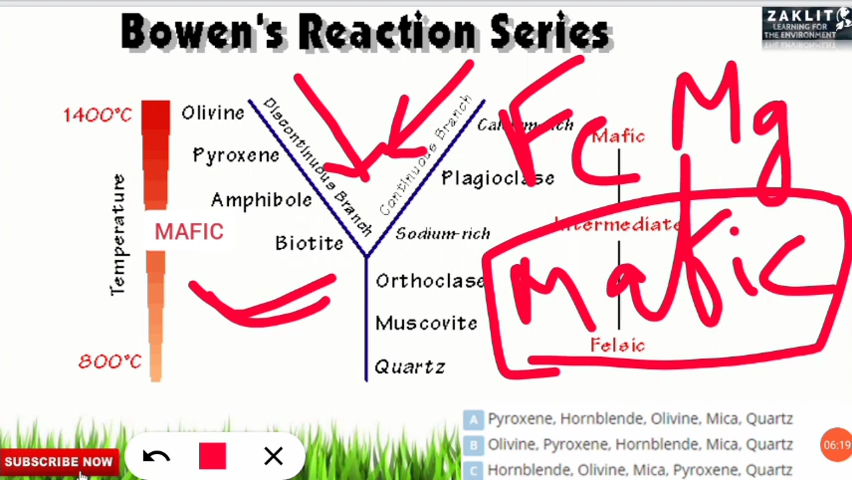 Bowen's Reaction Series
ZAKLIT
LEARNING FOR
THE ENVIRONMENT
1400°C
Temperature
800°C
MAFIC
Olivine
Pyroxene
Amphibole
Biotite
Discontinuous Branch
Continuous Branch
Plagioclase
Sodium-rich
Orthoclase
Muscovite
Quartz
Mafic
Intermediate
Felsic
Fe Mg
Mafic
A Pyroxene, Hornblende, Olivine, Mica, Quartz
B Olivine, Pyroxene, Hornblende, Mica, Quartz
C Hornblende, Olivine, Mica, Pyroxene, Quartz
SUBSCRIBE NOW
06:19